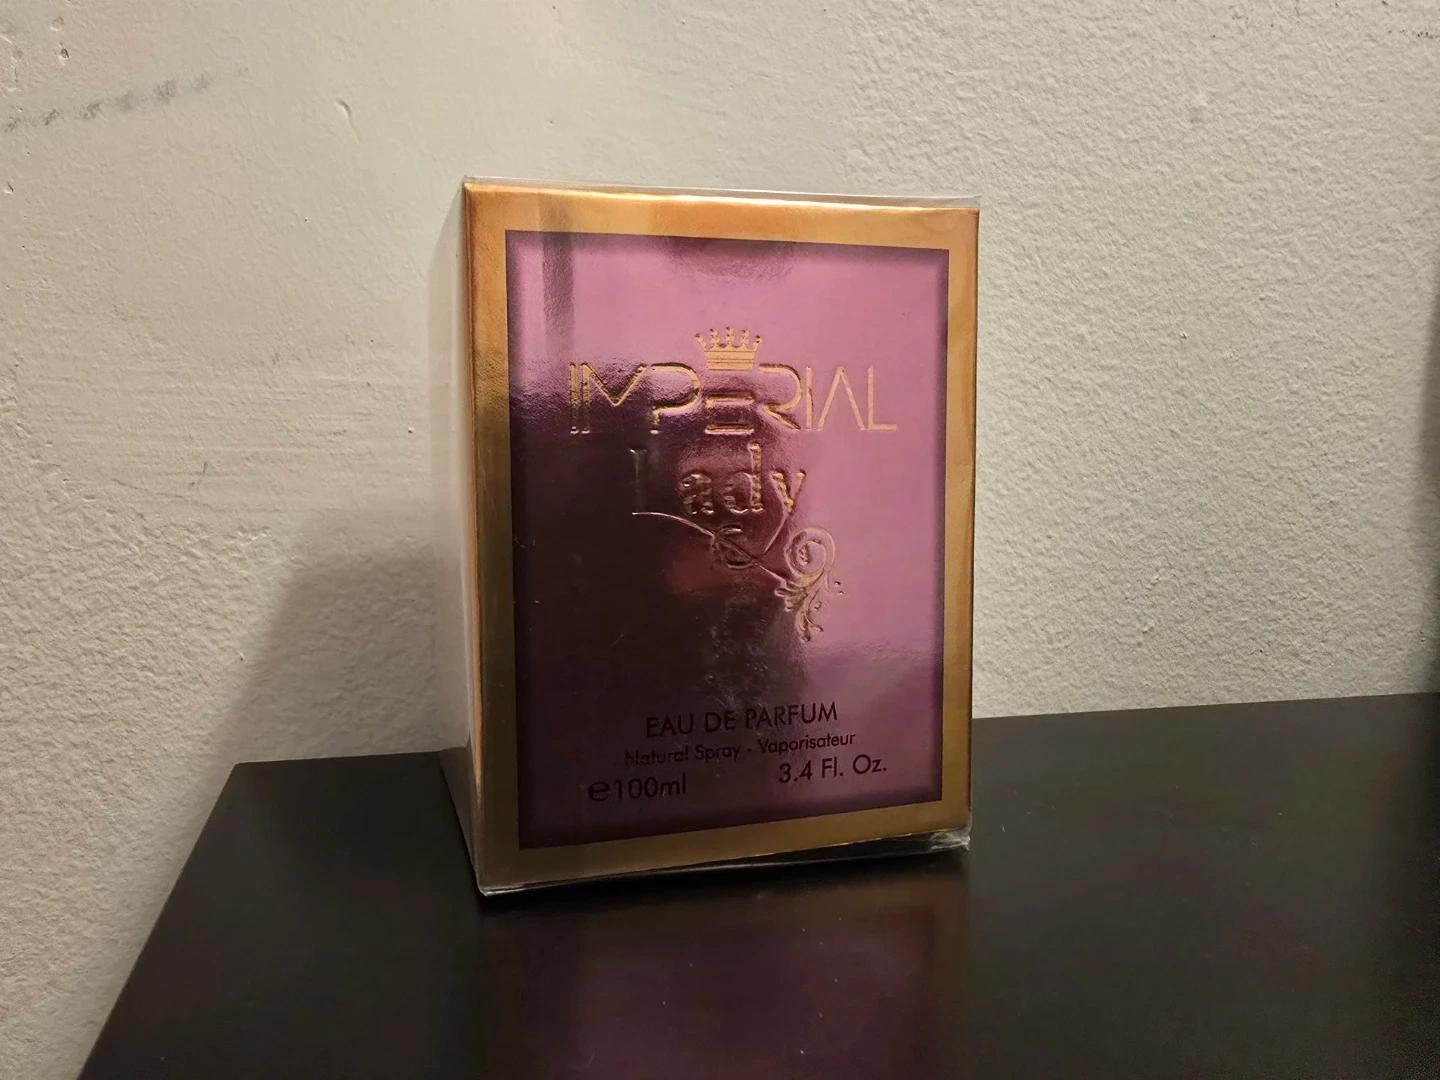 IMPERIAL
Lady
EAU DE PARFUM
Natural Spray - Vaporisateur
℮100ml 3.4 Fl. Oz.